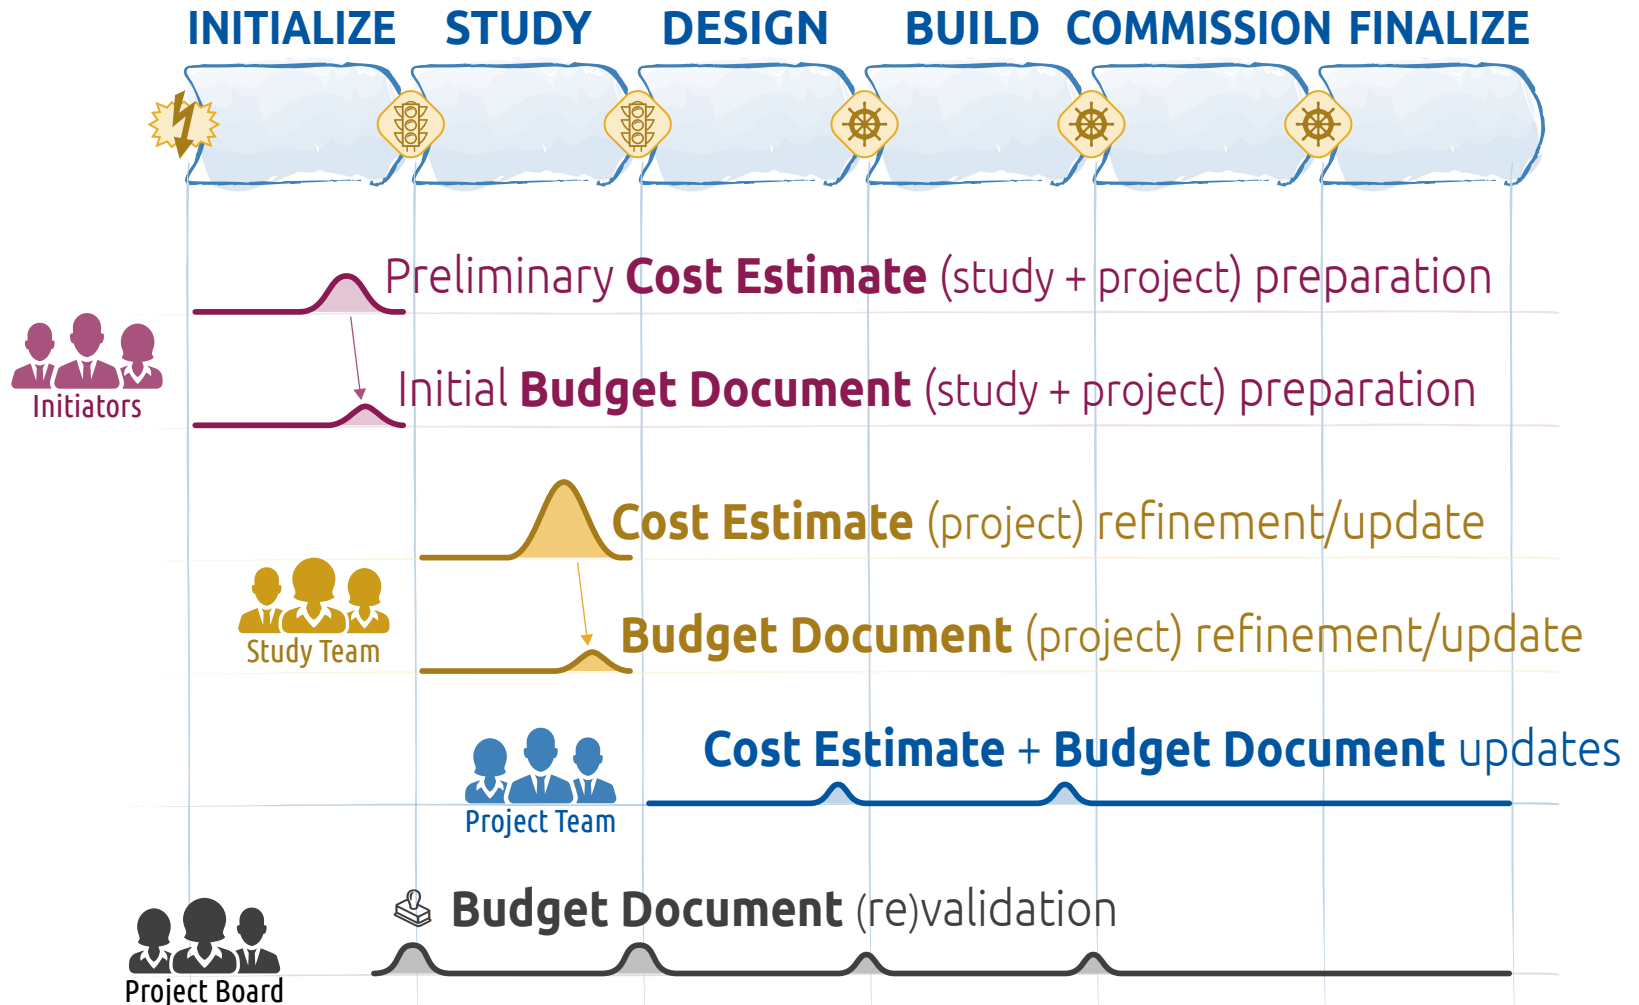 INITIALIZE STUDY DESIGN BUILD COMMISSION FINALIZE
Preliminary Cost Estimate (study + project) preparation
Initiators
Initial Budget Document (study + project) preparation
Cost Estimate (project) refinement/update
Study Team
Budget Document (project) refinement/update
Cost Estimate + Budget Document updates
Project Team
Budget Document (re)validation
Project Board